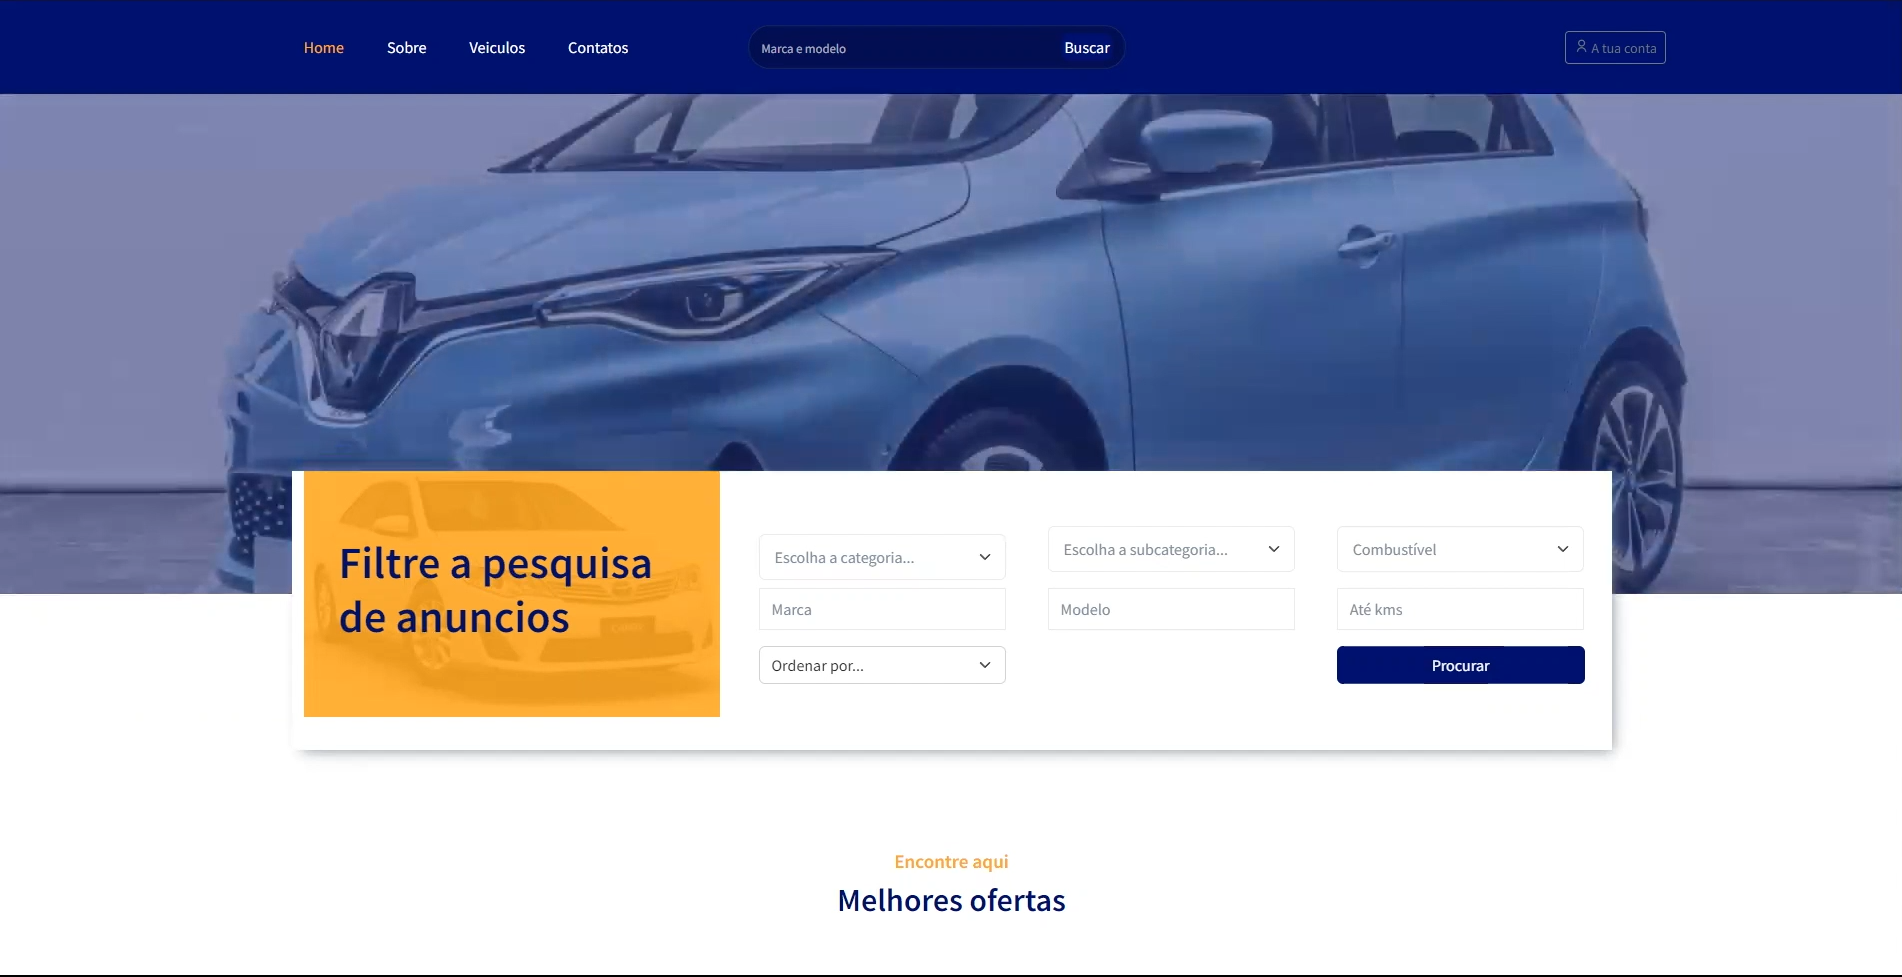 Home
Sobre
Veiculos
Contatos
Marca e modelo
Buscar
A tua conta
Filtre a pesquisa
de anuncios
Escolha a categoria...
Escolha a subcategoria...
Combustível
Marca
Modelo
Até kms
Ordenar por...
Procurar
Encontre aqui
Melhores ofertas